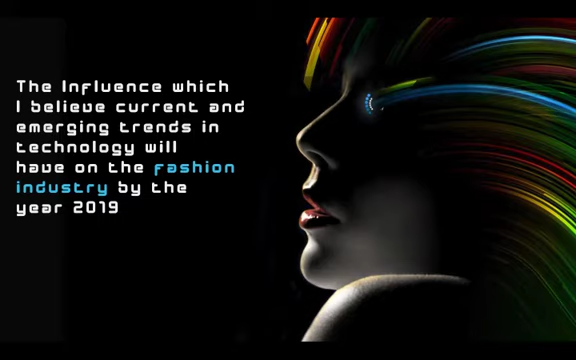 The Influence which
I believe current and
emerging trends in
technology will
have on the fashion
industry by the
year 2019